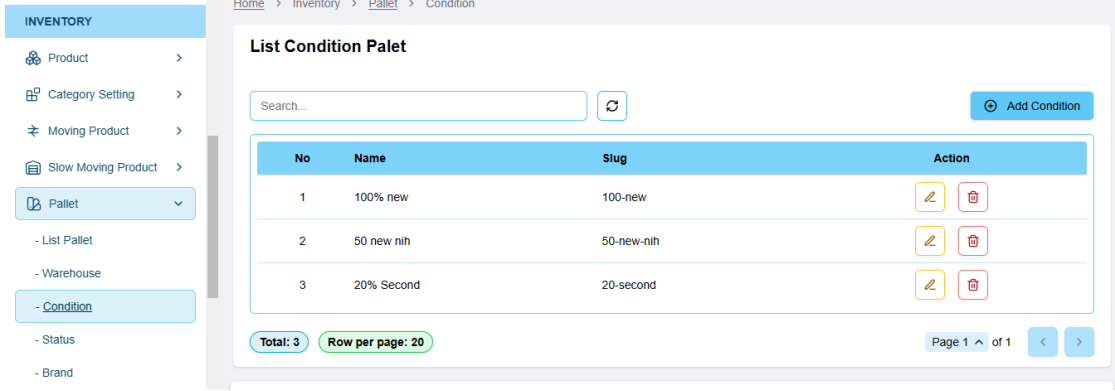 Home > Inventory > Pallet > Condition
INVENTORY
Product
Category Setting
Moving Product
Slow Moving Product
Pallet
- List Pallet
- Warehouse
- Condition
- Status
- Brand
List Condition Palet
Search...
Add Condition
No Name Slug Action
1 100% new 100-new
2 50 new nih 50-new-nih
3 20% Second 20-second
Total: 3 Row per page: 20 Page 1 of 1